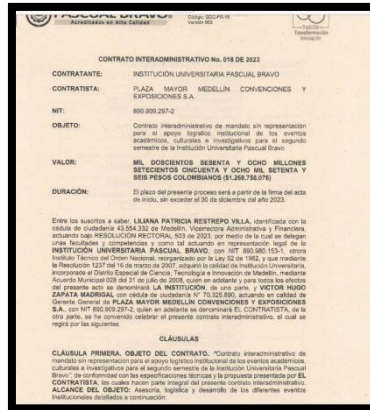 PASCUAL BRAVO®
Acreditados en Alta Calidad
Código: GDC-FR-15
Versión 003
Tradición
Transformación
Innovación
CONTRATO INTERADMINISTRATIVO No. 018 DE 2023
CONTRATANTE: INSTITUCIÓN UNIVERSITARIA PASCUAL BRAVO
CONTRATISTA: PLAZA MAYOR MEDELLÍN CONVENCIONES Y
EXPOSICIONES S.A.
NIT: 890.909.297-2
OBJETO: Contrato interadministrativo de mandato sin representación
para el apoyo logístico institucional de los eventos
académicos, culturales e investigativos para el segundo
semestre de la Institución Universitaria Pascual Bravo
VALOR: MIL DOSCIENTOS SESENTA Y OCHO MILLONES
SETECIENTOS CINCUENTA Y OCHO MIL SETENTA Y
SEIS PESOS COLOMBIANOS ($1.268.758.076)
DURACIÓN: El plazo del presente proceso será a partir de la firma del acta
de inicio, sin exceder el 30 de diciembre del año 2023.
Entre los suscritos a saber, LILIANA PATRICIA RESTREPO VILLA, identificada con la
cédula de ciudadanía 43.554.332 de Medellín, Vicerrectora Administrativa y Financiera,
actuando bajo RESOLUCIÓN RECTORAL 503 de 2023, por medio de la cual se delegan
unas facultades y competencias y como tal actuando en representación legal de la
INSTITUCIÓN UNIVERSITARIA PASCUAL BRAVO, con NIT 890.980.153-1, otrora
Instituto Técnico del Orden Nacional, reorganizado por la Ley 52 de 1982, y que mediante
la Resolución 1237 del 16 de marzo de 2007, adquirió la calidad de Institución Universitaria,
incorporada al Distrito Especial de Ciencia, Tecnología e Innovación de Medellín, mediante
Acuerdo Municipal 028 del 31 de julio de 2008, quien en adelante y para todos los efectos
del presente acto se denominará LA INSTITUCIÓN, de una parte, y VICTOR HUGO
ZAPATA MADRIGAL con cédula de ciudadanía N° 70.325.890, actuando en calidad de
Gerente General de PLAZA MAYOR MEDELLÍN CONVENCIONES Y EXPOSICIONES
S.A., con NIT 890.909.297-2, quien en adelante se denominará EL CONTRATISTA, de la
otra parte, se ha convenido celebrar el presente contrato interadministrativo, el cual se
regirá por las siguientes
CLÁUSULAS
CLÁUSULA PRIMERA. OBJETO DEL CONTRATO. "Contrato interadministrativo de
mandato sin representación para el apoyo logístico institucional de los eventos académicos,
culturales e investigativos para el segundo semestre de la Institución Universitaria Pascual
Bravo", de conformidad con las especificaciones técnicas y la propuesta presentada por EL
CONTRATISTA, las cuales hacen parte integral del presente contrato interadministrativo.
ALCANCE DEL OBJETO: Asesoría, logística y desarrollo de los diferentes eventos
Institucionales detallados a continuación: